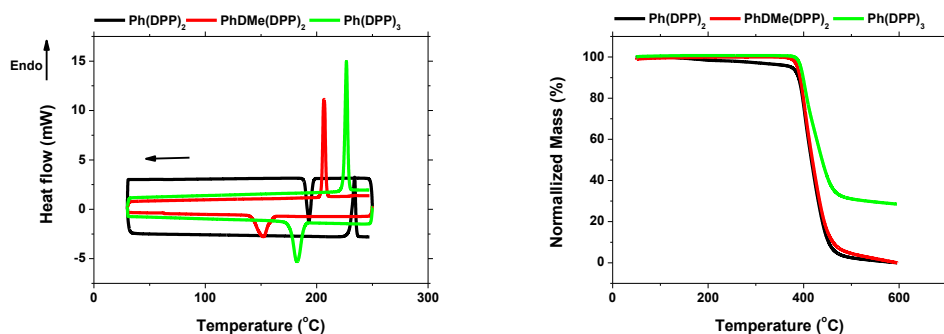 Ph(DPP)₂ PhDMe(DPP)₂ Ph(DPP)₃
Endo
15
10
5
0
-5
Heat flow (mW)
0 100 200 300
Temperature (°C)
Ph(DPP)₂ PhDMe(DPP)₂ Ph(DPP)₃
100
80
60
40
20
0
Normallized Mass (%)
0 200 400 600
Temperature (°C)